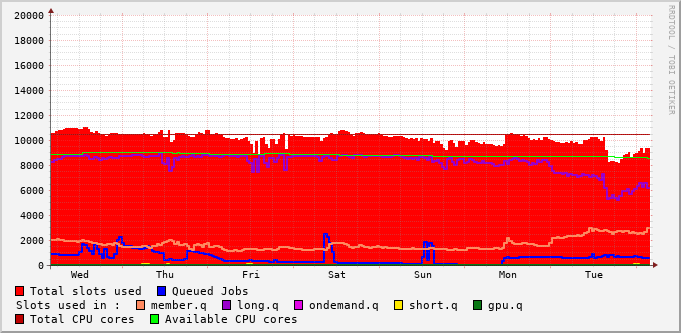 20000
18000
16000
14000
12000
10000
8000
6000
4000
2000
0
Wed Thu Fri Sat Sun Mon Tue
RRDTOOL / TOBI OETIKER
Total slots used Queued Jobs
Slots used in : member.q long.q ondemand.q short.q gpu.q
Total CPU cores Available CPU cores